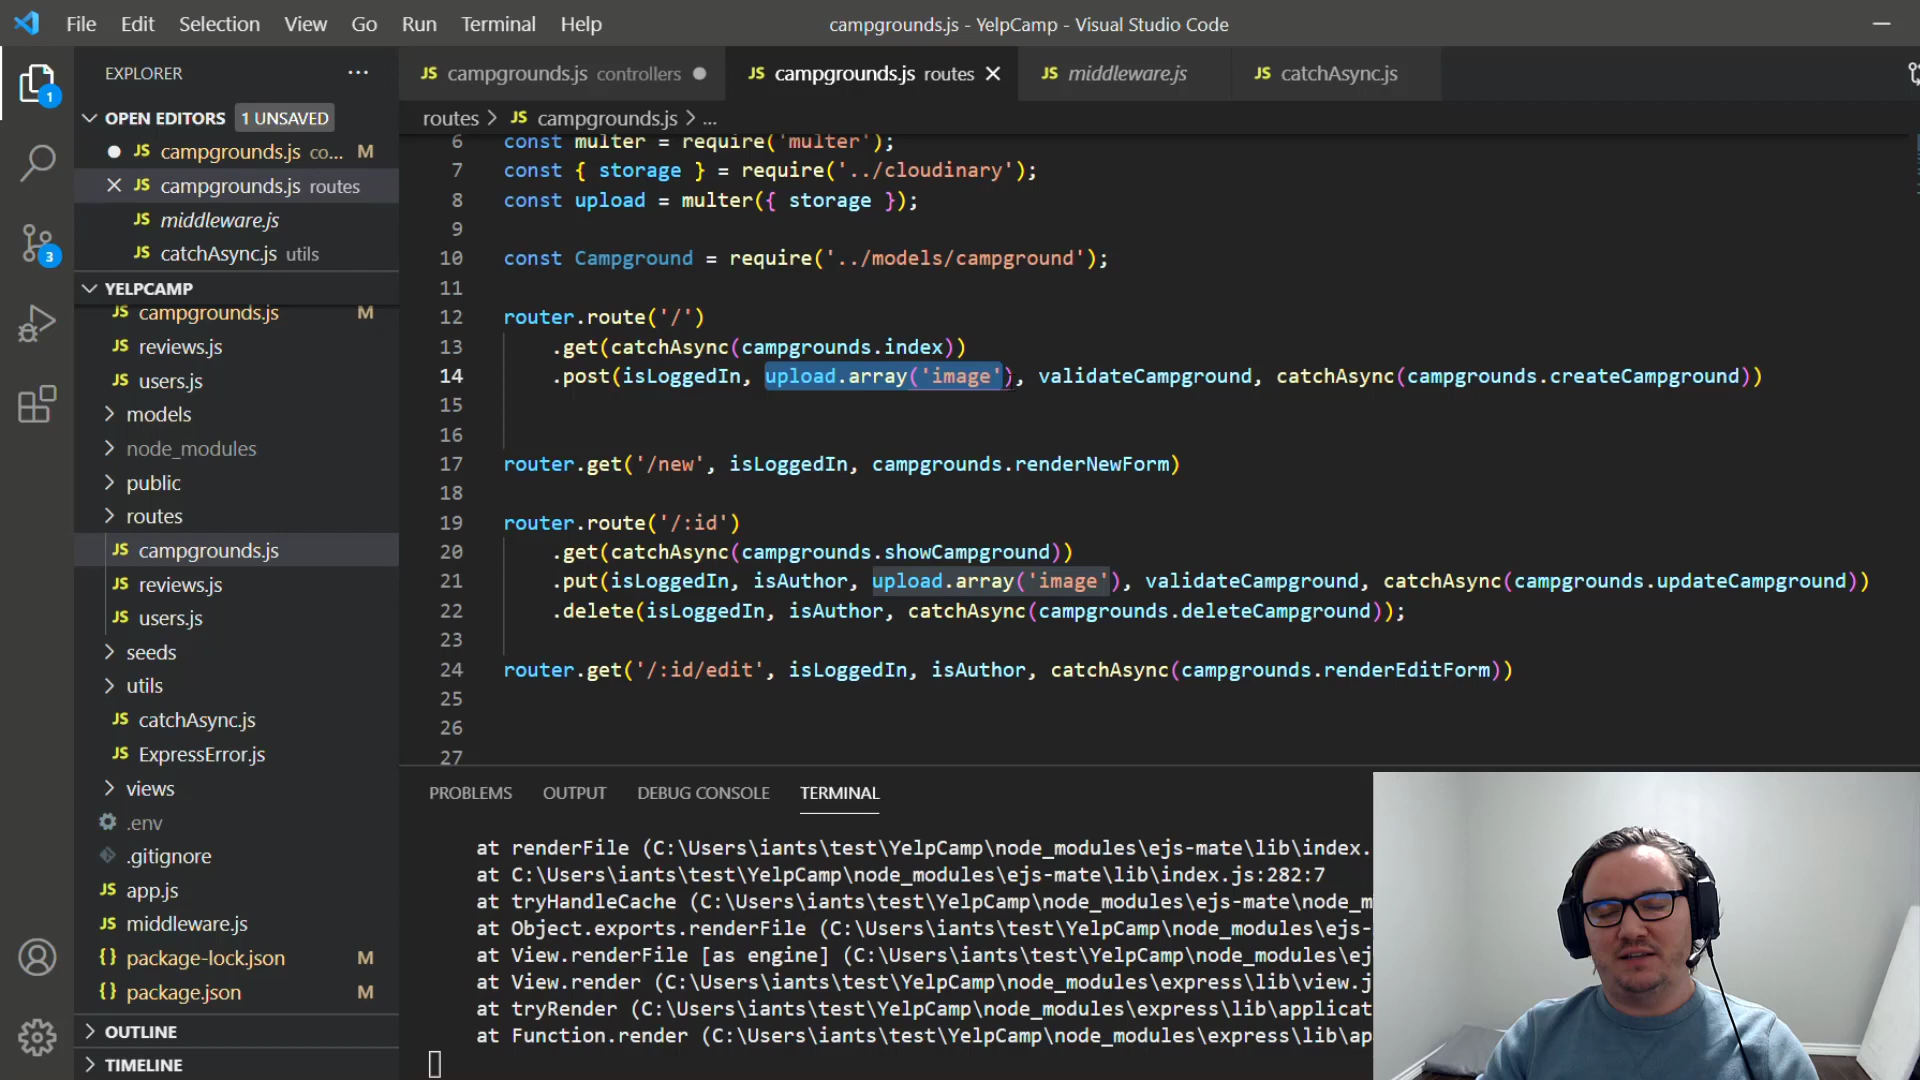 File Edit Selection View Go Run Terminal Help campgrounds.js - YelpCamp - Visual Studio Code
EXPLORER
OPEN EDITORS 1 UNSAVED
JS campgrounds.js co... M
JS campgrounds.js routes
JS middleware.js
JS catchAsync.js utils
YELPCAMP
JS campgrounds.js M
JS reviews.js
JS users.js
models
node_modules
public
routes
JS campgrounds.js
JS reviews.js
JS users.js
seeds
utils
JS catchAsync.js
JS ExpressError.js
views
.env
.gitignore
JS app.js
JS middleware.js
{} package-lock.json M
{} package.json M
OUTLINE
TIMELINE
1
3
JS campgrounds.js controllers JS campgrounds.js routes JS middleware.js JS catchAsync.js
routes > JS campgrounds.js > ...
6 const multer = require('multer');
7 const { storage } = require('../cloudinary');
8 const upload = multer({ storage });
9
10 const Campground = require('../models/campground');
11
12 router.route('/')
13 .get(catchAsync(campgrounds.index))
14 .post(isLoggedIn, upload.array('image'), validateCampground, catchAsync(campgrounds.createCampground))
15
16
17 router.get('/new', isLoggedIn, campgrounds.renderNewForm)
18
19 router.route('/:id')
20 .get(catchAsync(campgrounds.showCampground))
21 .put(isLoggedIn, isAuthor, upload.array('image'), validateCampground, catchAsync(campgrounds.updateCampground))
22 .delete(isLoggedIn, isAuthor, catchAsync(campgrounds.deleteCampground));
23
24 router.get('/:id/edit', isLoggedIn, isAuthor, catchAsync(campgrounds.renderEditForm))
25
26
27
PROBLEMS OUTPUT DEBUG CONSOLE TERMINAL
at renderFile (C:\Users\iants\test\YelpCamp\node_modules\ejs-mate\lib\index.
at C:\Users\iants\test\YelpCamp\node_modules\ejs-mate\lib\index.js:282:7
at tryHandleCache (C:\Users\iants\test\YelpCamp\node_modules\ejs-mate\node_m
at Object.exports.renderFile (C:\Users\iants\test\YelpCamp\node_modules\ejs-
at View.renderFile [as engine] (C:\Users\iants\test\YelpCamp\node_modules\ej
at View.render (C:\Users\iants\test\YelpCamp\node_modules\express\lib\view.j
at tryRender (C:\Users\iants\test\YelpCamp\node_modules\express\lib\applicat
at Function.render (C:\Users\iants\test\YelpCamp\node_modules\express\lib\ap